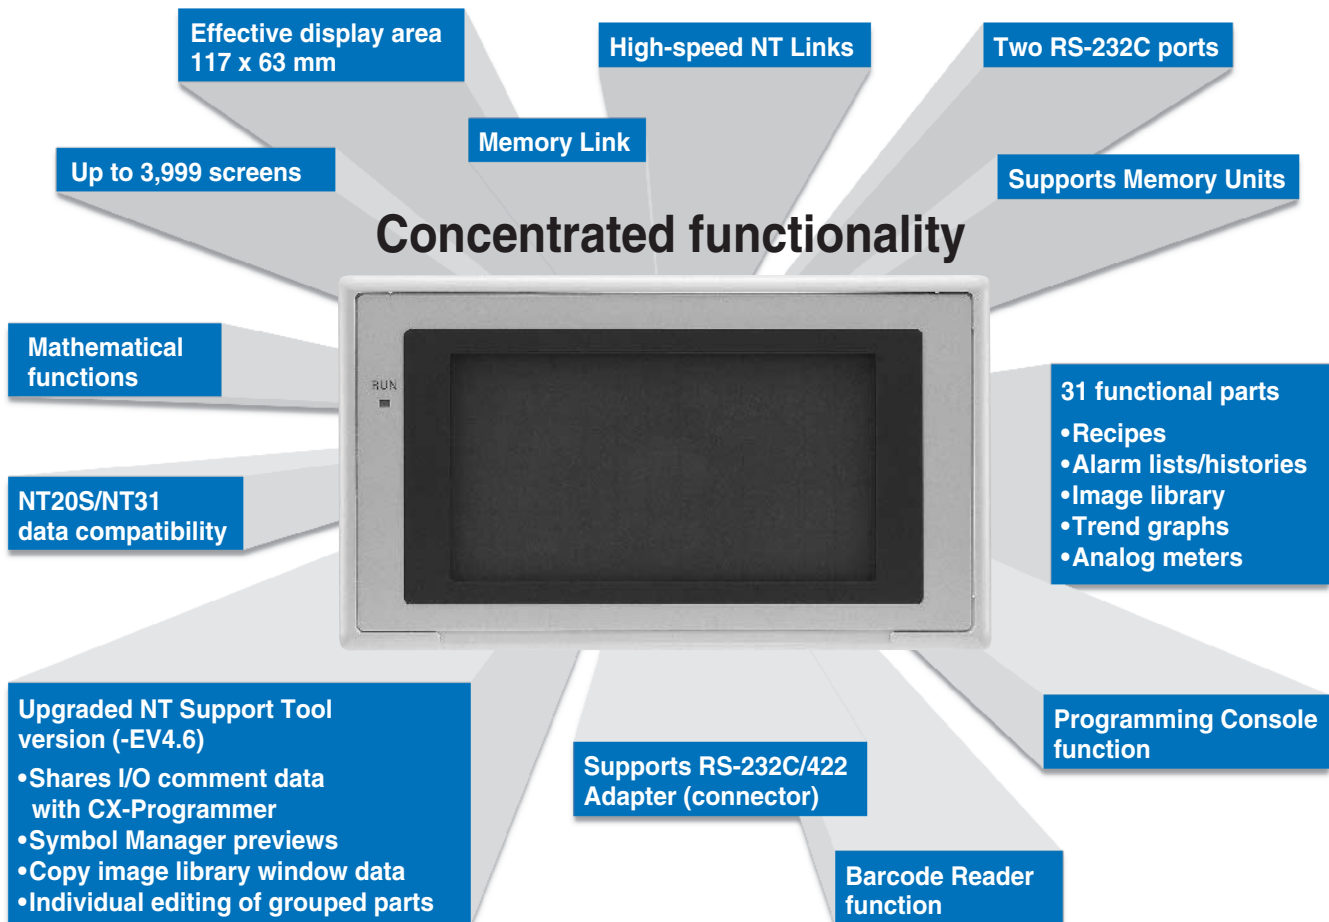 Effective display area
117 x 63 mm
High-speed NT Links
Two RS-232C ports
Memory Link
Up to 3,999 screens
Supports Memory Units
Concentrated functionality
Mathematical
functions
RUN
31 functional parts
•Recipes
•Alarm lists/histories
•Image library
•Trend graphs
•Analog meters
NT20S/NT31
data compatibility
Upgraded NT Support Tool
version (-EV4.6)
•Shares I/O comment data
with CX-Programmer
•Symbol Manager previews
•Copy image library window data
•Individual editing of grouped parts
Supports RS-232C/422
Adapter (connector)
Programming Console
function
Barcode Reader
function